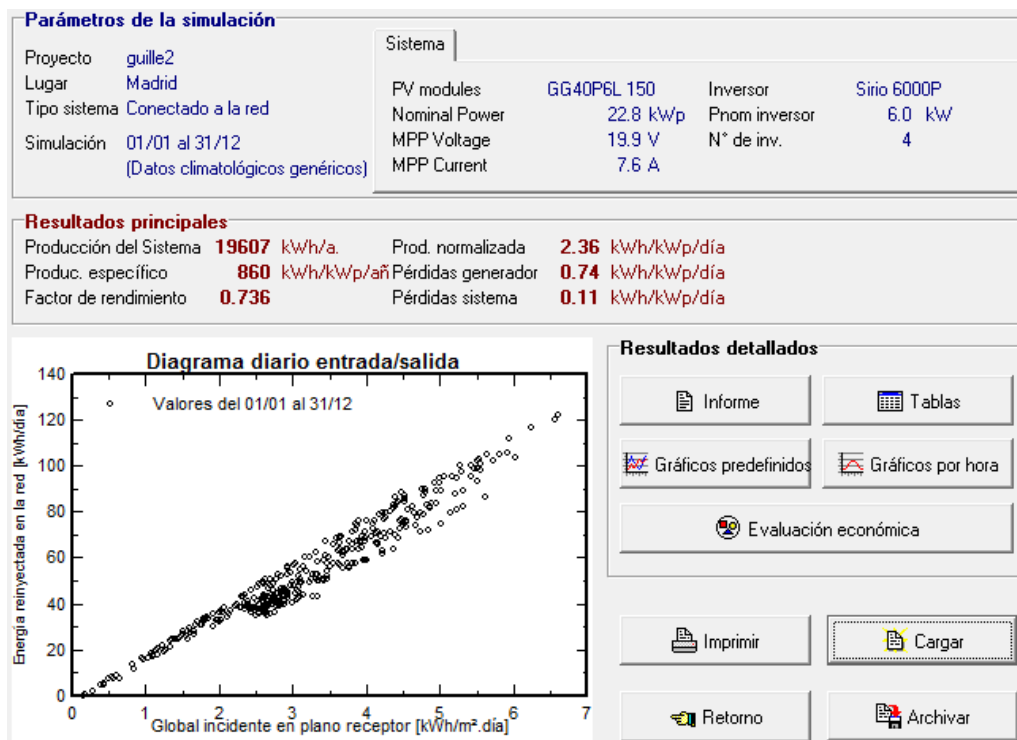 Parámetros de la simulación
Proyecto guille2
Lugar Madrid
Tipo sistema Conectado a la red
Simulación 01/01 al 31/12
(Datos climatológicos genéricos)
Sistema
PV modules GG40P6L 150 Inversor Sirio 6000P
Nominal Power 22.8 kWp Pnom inversor 6.0 kW
MPP Voltage 19.9 V N° de inv. 4
MPP Current 7.6 A
Resultados principales
Producción del Sistema 19607 kWh/a. Prod. normalizada 2.36 kWh/kWp/día
Produc. específico 860 kWh/kWp/añ Pérdidas generador 0.74 kWh/kWp/día
Factor de rendimiento 0.736 Pérdidas sistema 0.11 kWh/kWp/día
Diagrama diario entrada/salida
Valores del 01/01 al 31/12
Energía reinyectada en la red [kWh/día]
140
120
100
80
60
40
20
0
0 1 2 3 4 5 6 7
Global incidente en plano receptor [kWh/m².día]
Resultados detallados
Informe Tablas
Gráficos predefinidos Gráficos por hora
Evaluación económica
Imprimir Cargar
Retorno Archivar